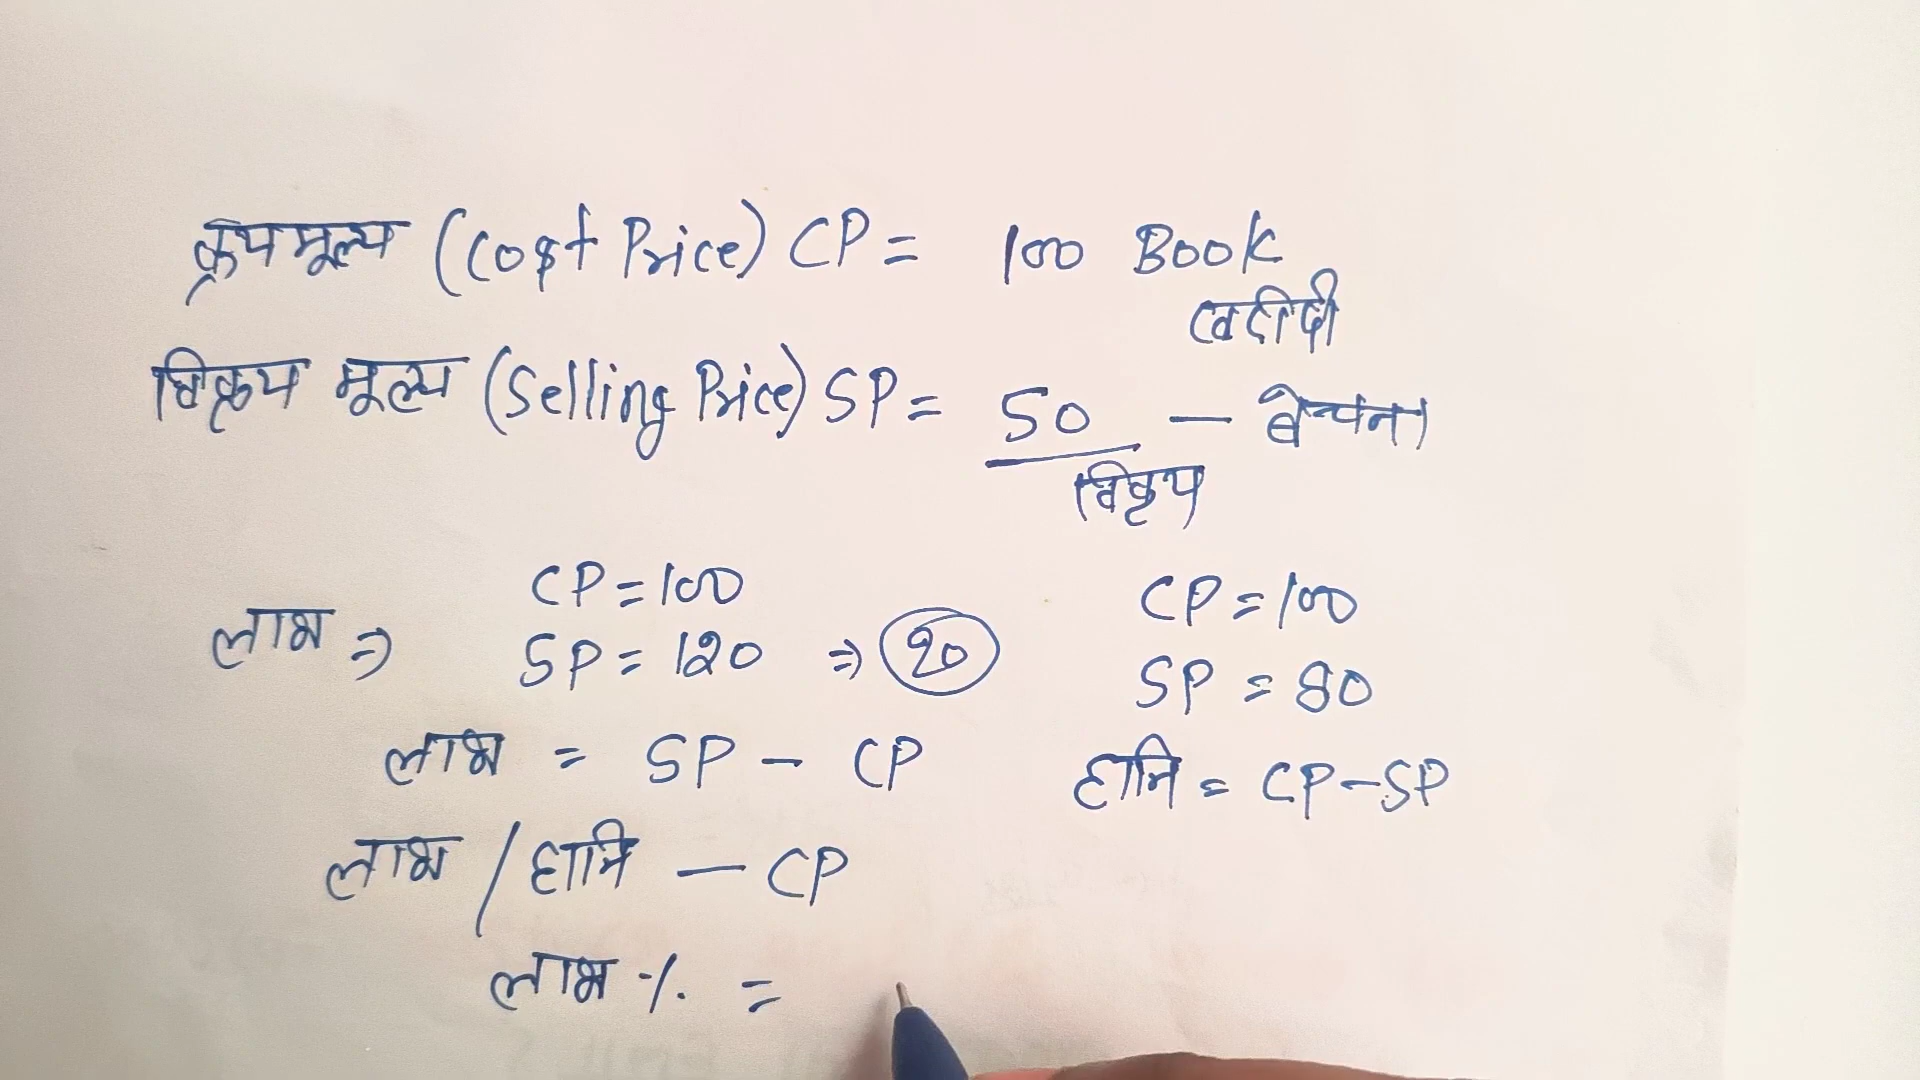 क्रय मूल्य (Cost Price) CP = 100 Book
खरीदी
विक्रय मूल्य (Selling Price) SP = 50 - बेचना
विक्रय
CP = 100
CP = 100
लाभ ⇒ SP = 120 ⇒ 20
SP = 80
लाभ = SP - CP
हानि = CP - SP
लाभ / हानि - CP
लाभ % =